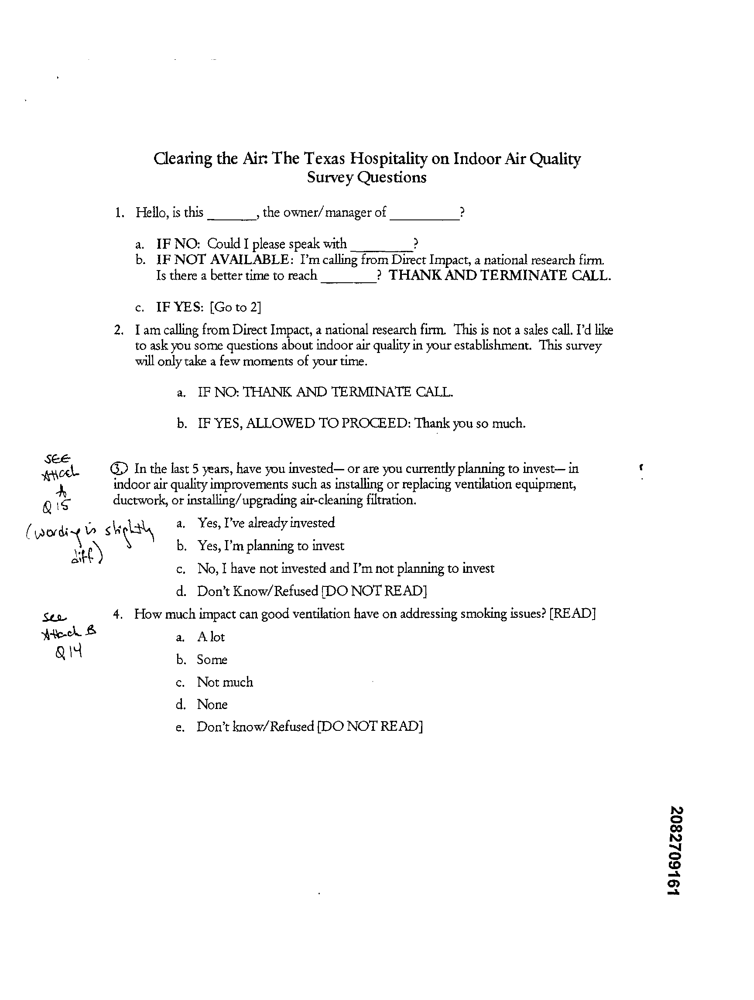 Clearing the Air: The Texas Hospitality on Indoor Air Quality
Survey Questions
1. Hello, is this _______, the owner/manager of __________?
a. IF NO: Could I please speak with _________?
b. IF NOT AVAILABLE: I'm calling from Direct Impact, a national research firm.
Is there a better time to reach ________? THANK AND TERMINATE CALL.
c. IF YES: [Go to 2]
2. I am calling from Direct Impact, a national research firm. This is not a sales call. I'd like
to ask you some questions about indoor air quality in your establishment. This survey
will only take a few moments of your time.
a. IF NO: THANK AND TERMINATE CALL.
b. IF YES, ALLOWED TO PROCEED: Thank you so much.
SEE
Attach
A
Q15
(wording is slightly
diff)
3. In the last 5 years, have you invested—or are you currently planning to invest—in
indoor air quality improvements such as installing or replacing ventilation equipment,
ductwork, or installing/upgrading air-cleaning filtration.
a. Yes, I've already invested
b. Yes, I'm planning to invest
c. No, I have not invested and I'm not planning to invest
d. Don't Know/Refused [DO NOT READ]
See
Attach B
Q14
4. How much impact can good ventilation have on addressing smoking issues? [READ]
a. A lot
b. Some
c. Not much
d. None
e. Don't know/Refused [DO NOT READ]
2082709161